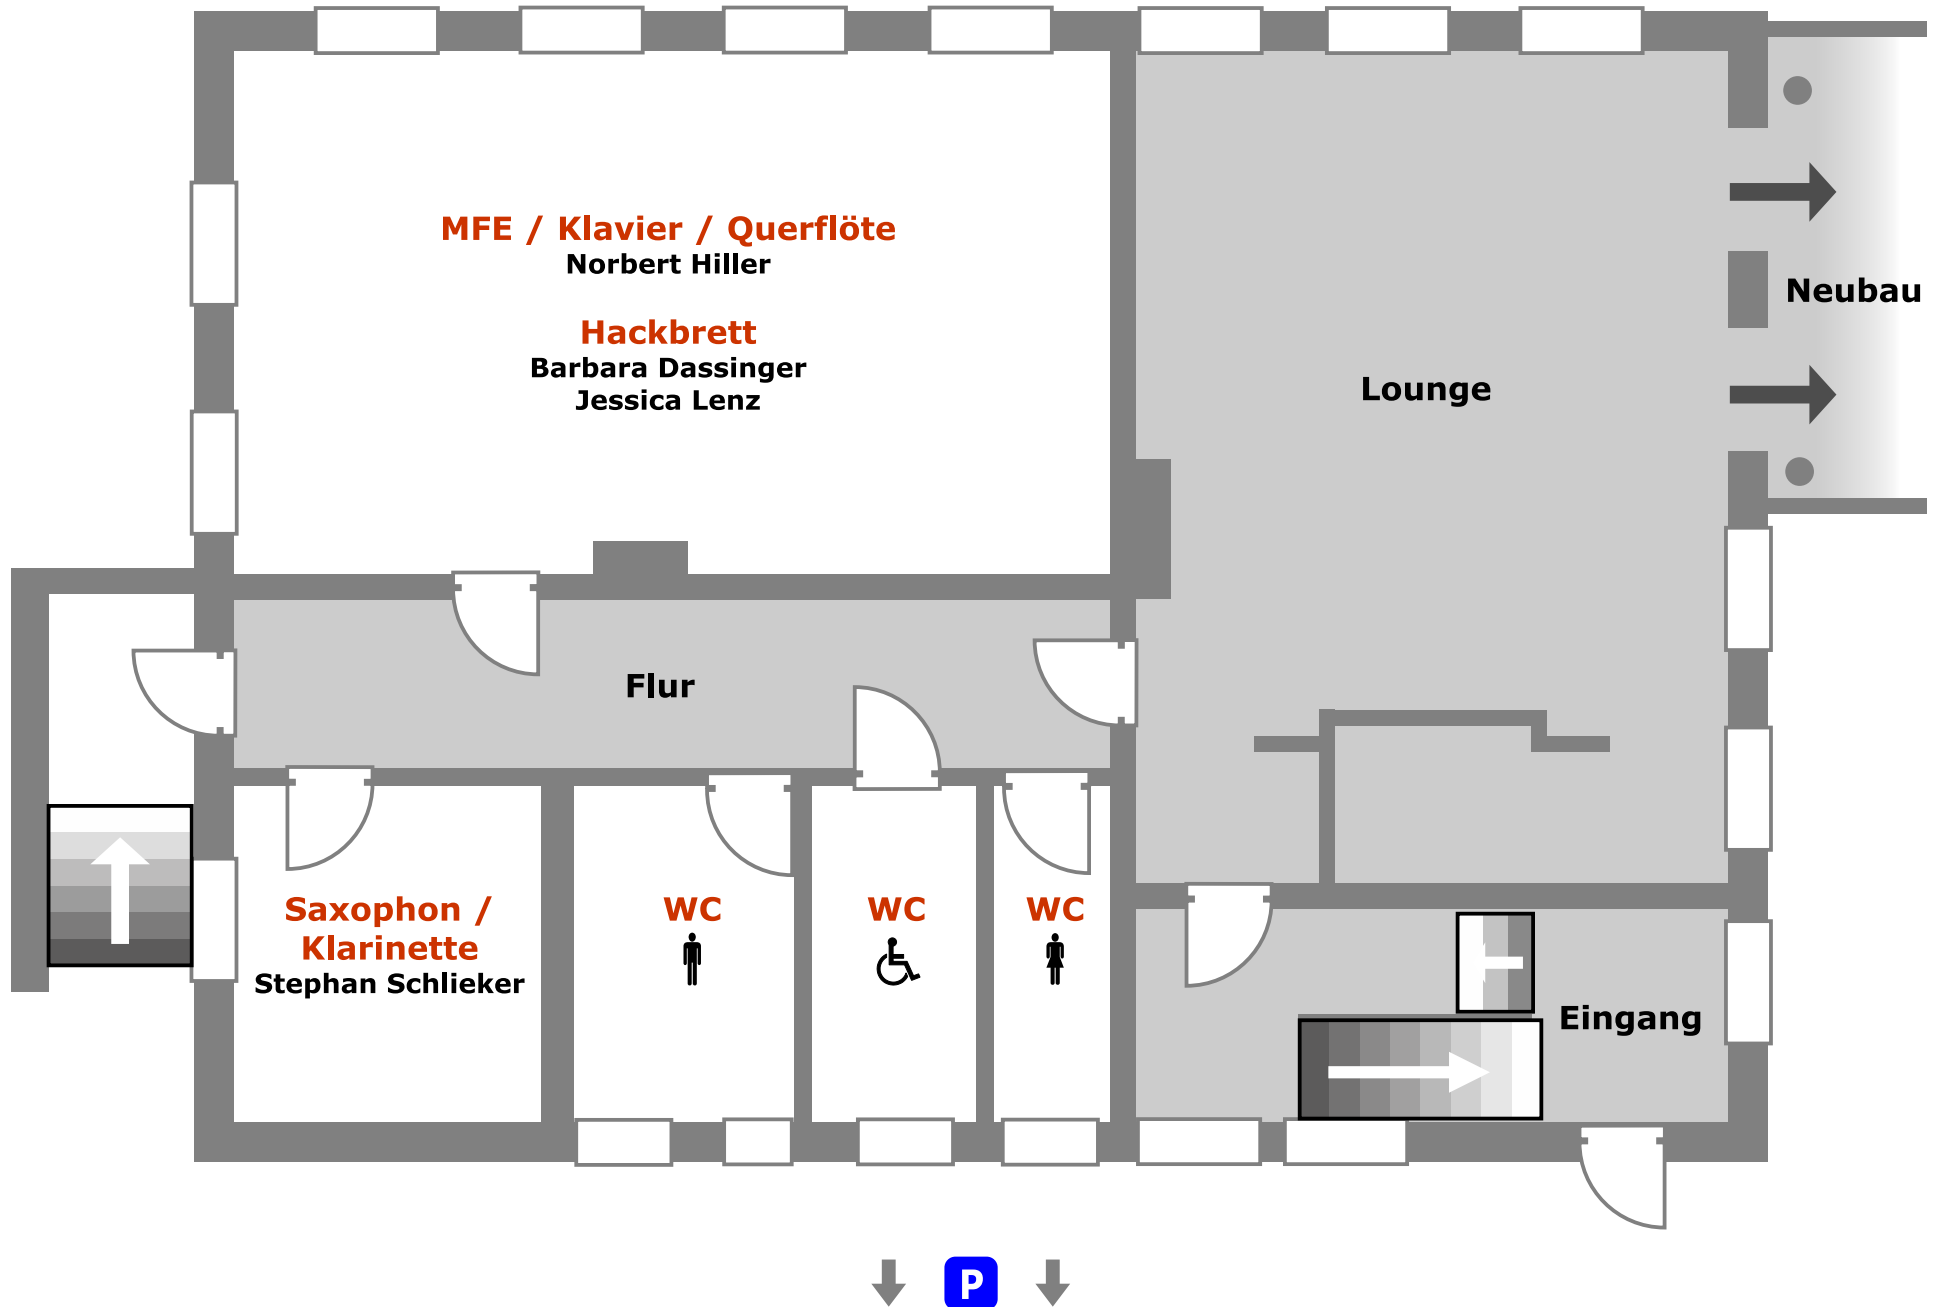 MFE / Klavier / Querflöte
Norbert Hiller
Hackbrett
Barbara Dassinger
Jessica Lenz
Neubau
Lounge
Flur
Saxophon /
Klarinette
Stephan Schlieker
WC
WC
WC
Eingang
P